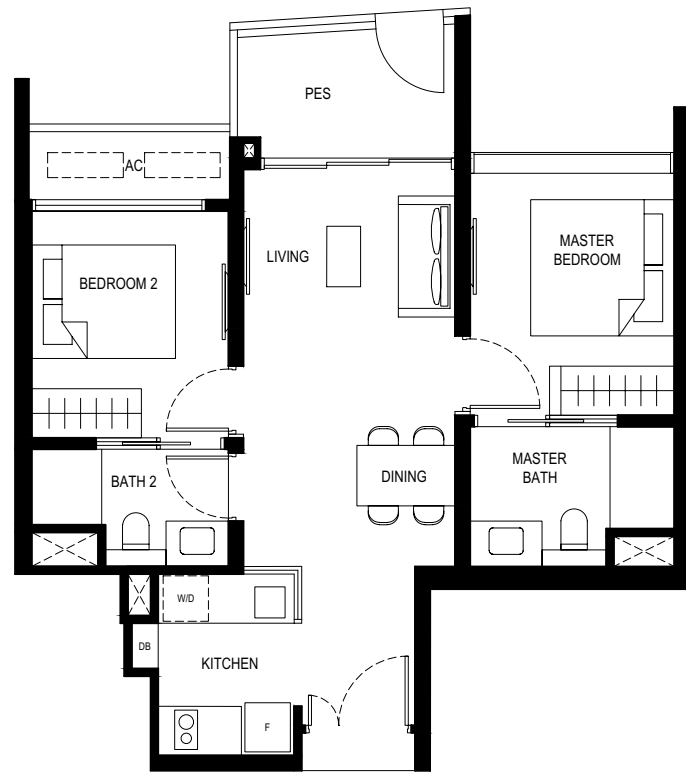 PES
AC
LIVING
MASTER
BEDROOM
BEDROOM 2
BATH 2
DINING
MASTER
BATH
W/D
DB
KITCHEN
F